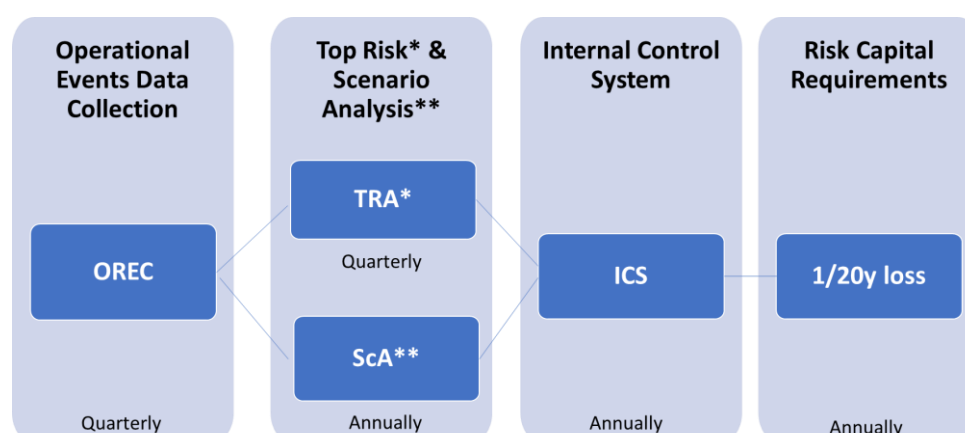 Operational
Events Data
Collection
OREC
Quarterly
Top Risk* &
Scenario
Analysis**
TRA*
Quarterly
ScA**
Annually
Internal Control
System
ICS
Annually
Risk Capital
Requirements
1/20y loss
Annually